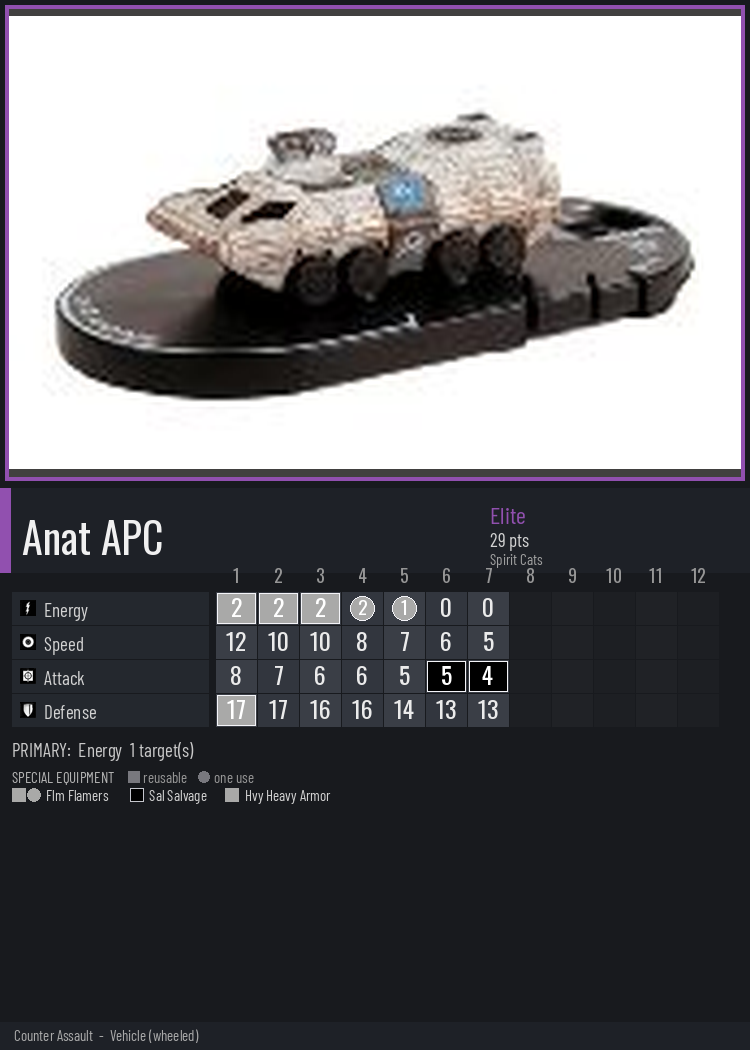 Anat APC
Elite
29 pts
Spirit Cats
1 2 3 4 5 6 7 8 9 10 11 12
Energy 2 2 2 2 1 0 0
Speed 12 10 10 8 7 6 5
Attack 8 7 6 6 5 5 4
Defense 17 17 16 16 14 13 13
PRIMARY: Energy 1 target(s)
SPECIAL EQUIPMENT reusable one use
Flm Flamers Sal Salvage Hvy Heavy Armor
Counter Assault - Vehicle (wheeled)